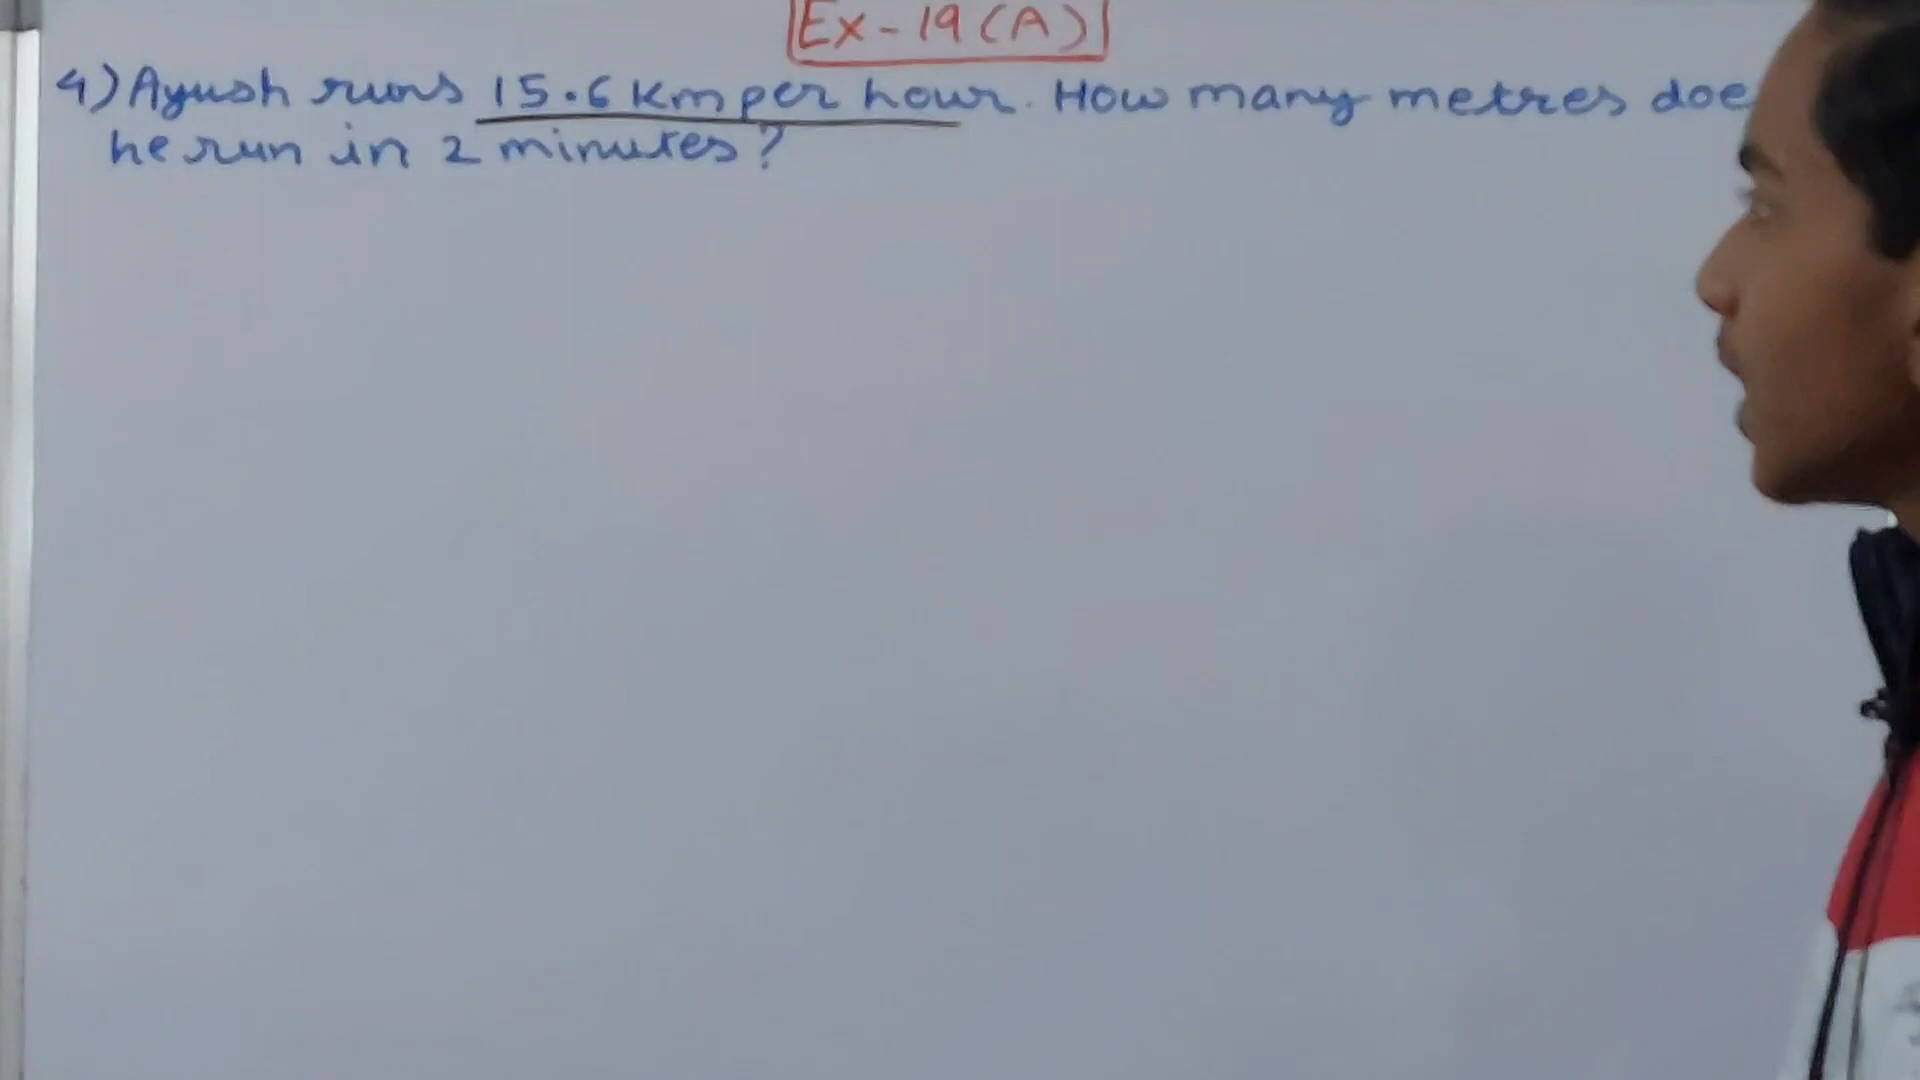 Ex-19(A)
4) Ayush runs 15.6 Km per hour. How many metres doe
he run in 2 minutes?